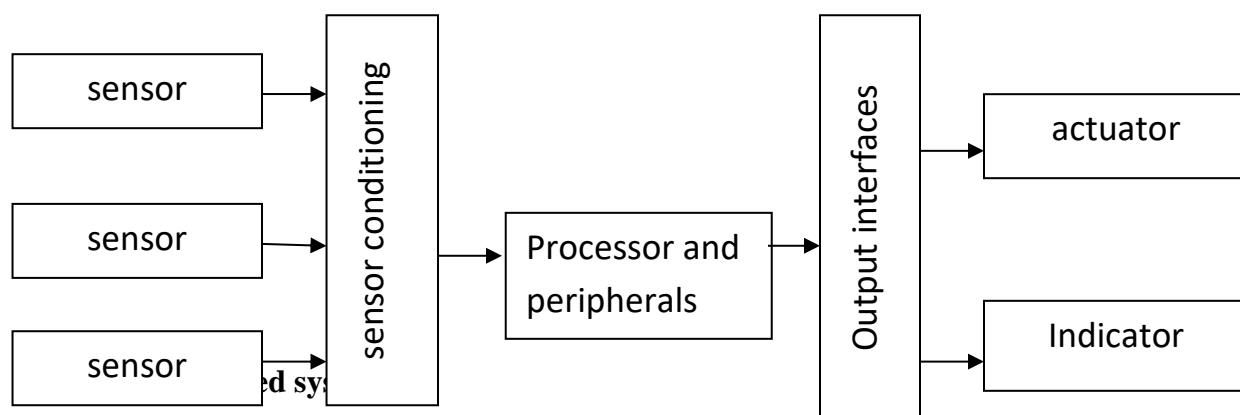 sensor
sensor
sensor
sensor conditioning
Processor and
peripherals
Output interfaces
actuator
Indicator